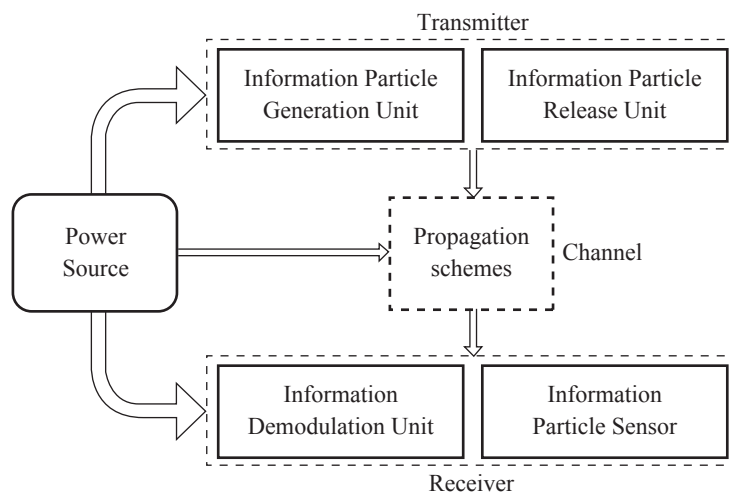 Transmitter
Information Particle
Generation Unit
Information Particle
Release Unit
Power
Source
Propagation
schemes
Channel
Information
Demodulation Unit
Information
Particle Sensor
Receiver